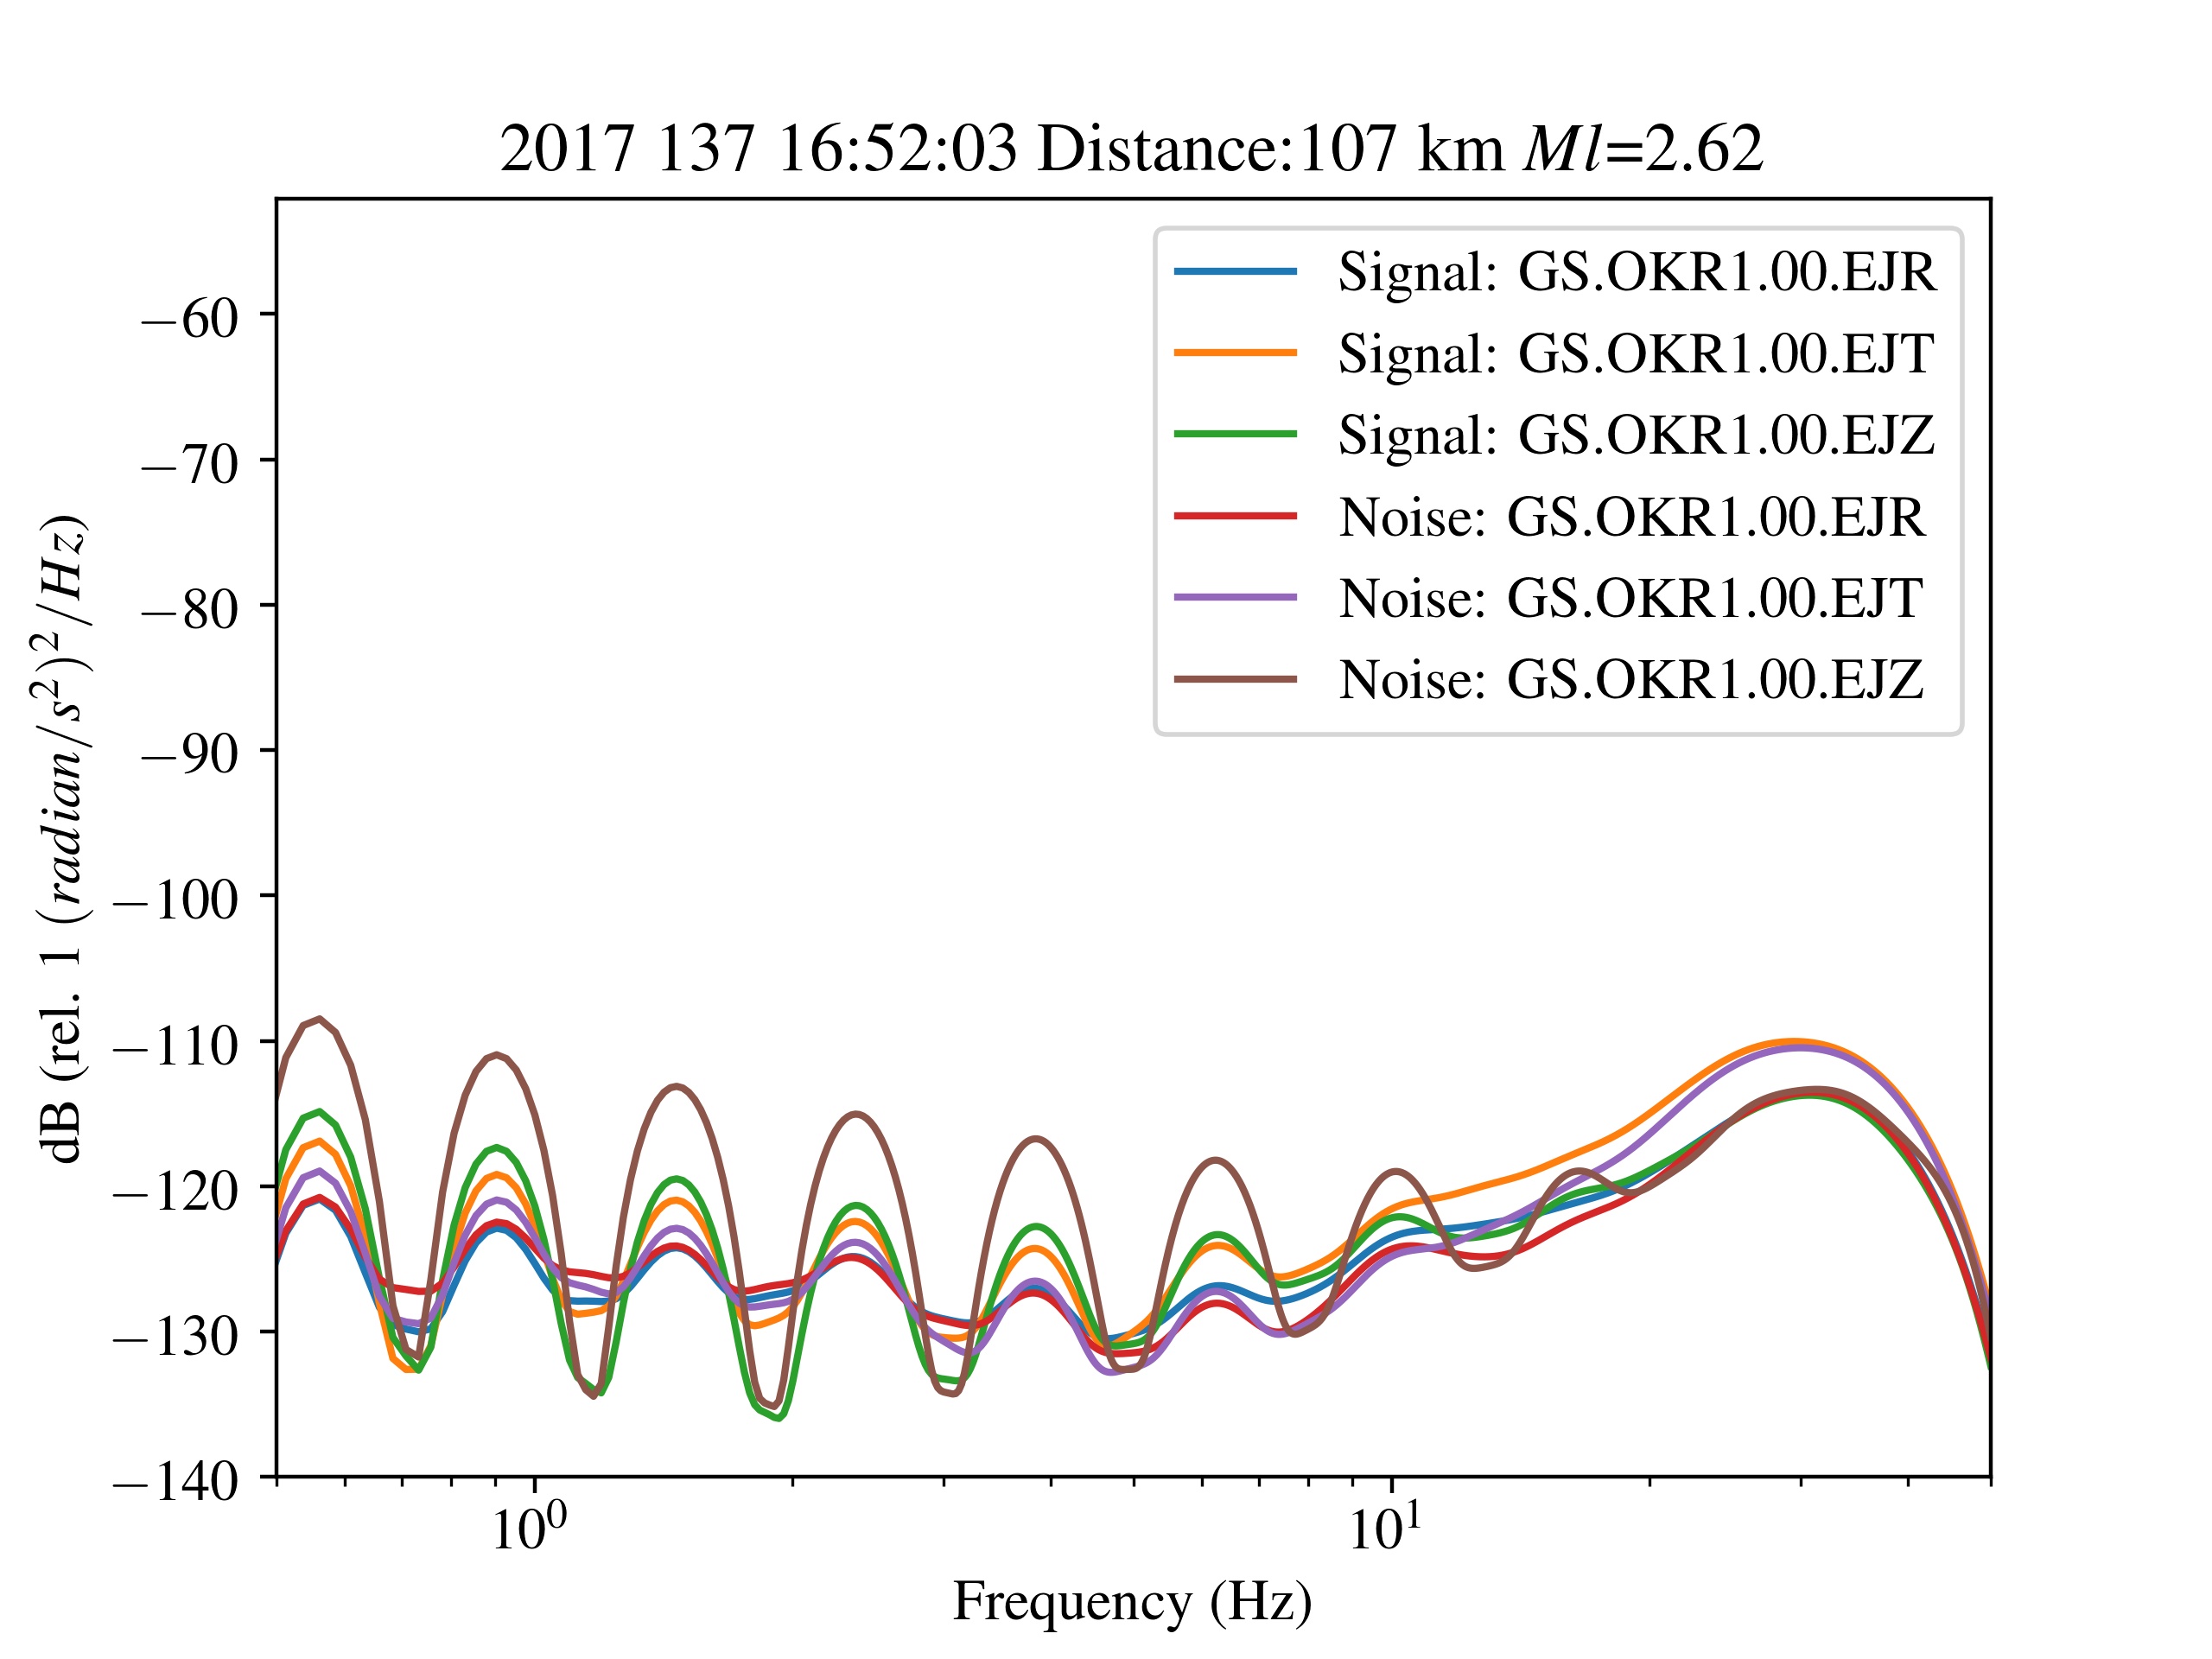 2017 137 16:52:03 Distance:107 km Ml=2.62
Signal: GS.OKR1.00.EJR
Signal: GS.OKR1.00.EJT
Signal: GS.OKR1.00.EJZ
Noise: GS.OKR1.00.EJR
Noise: GS.OKR1.00.EJT
Noise: GS.OKR1.00.EJZ
dB (rel. 1 (radian/s²)²/Hz)
−60
−70
−80
−90
−100
−110
−120
−130
−140
10⁰
10¹
Frequency (Hz)